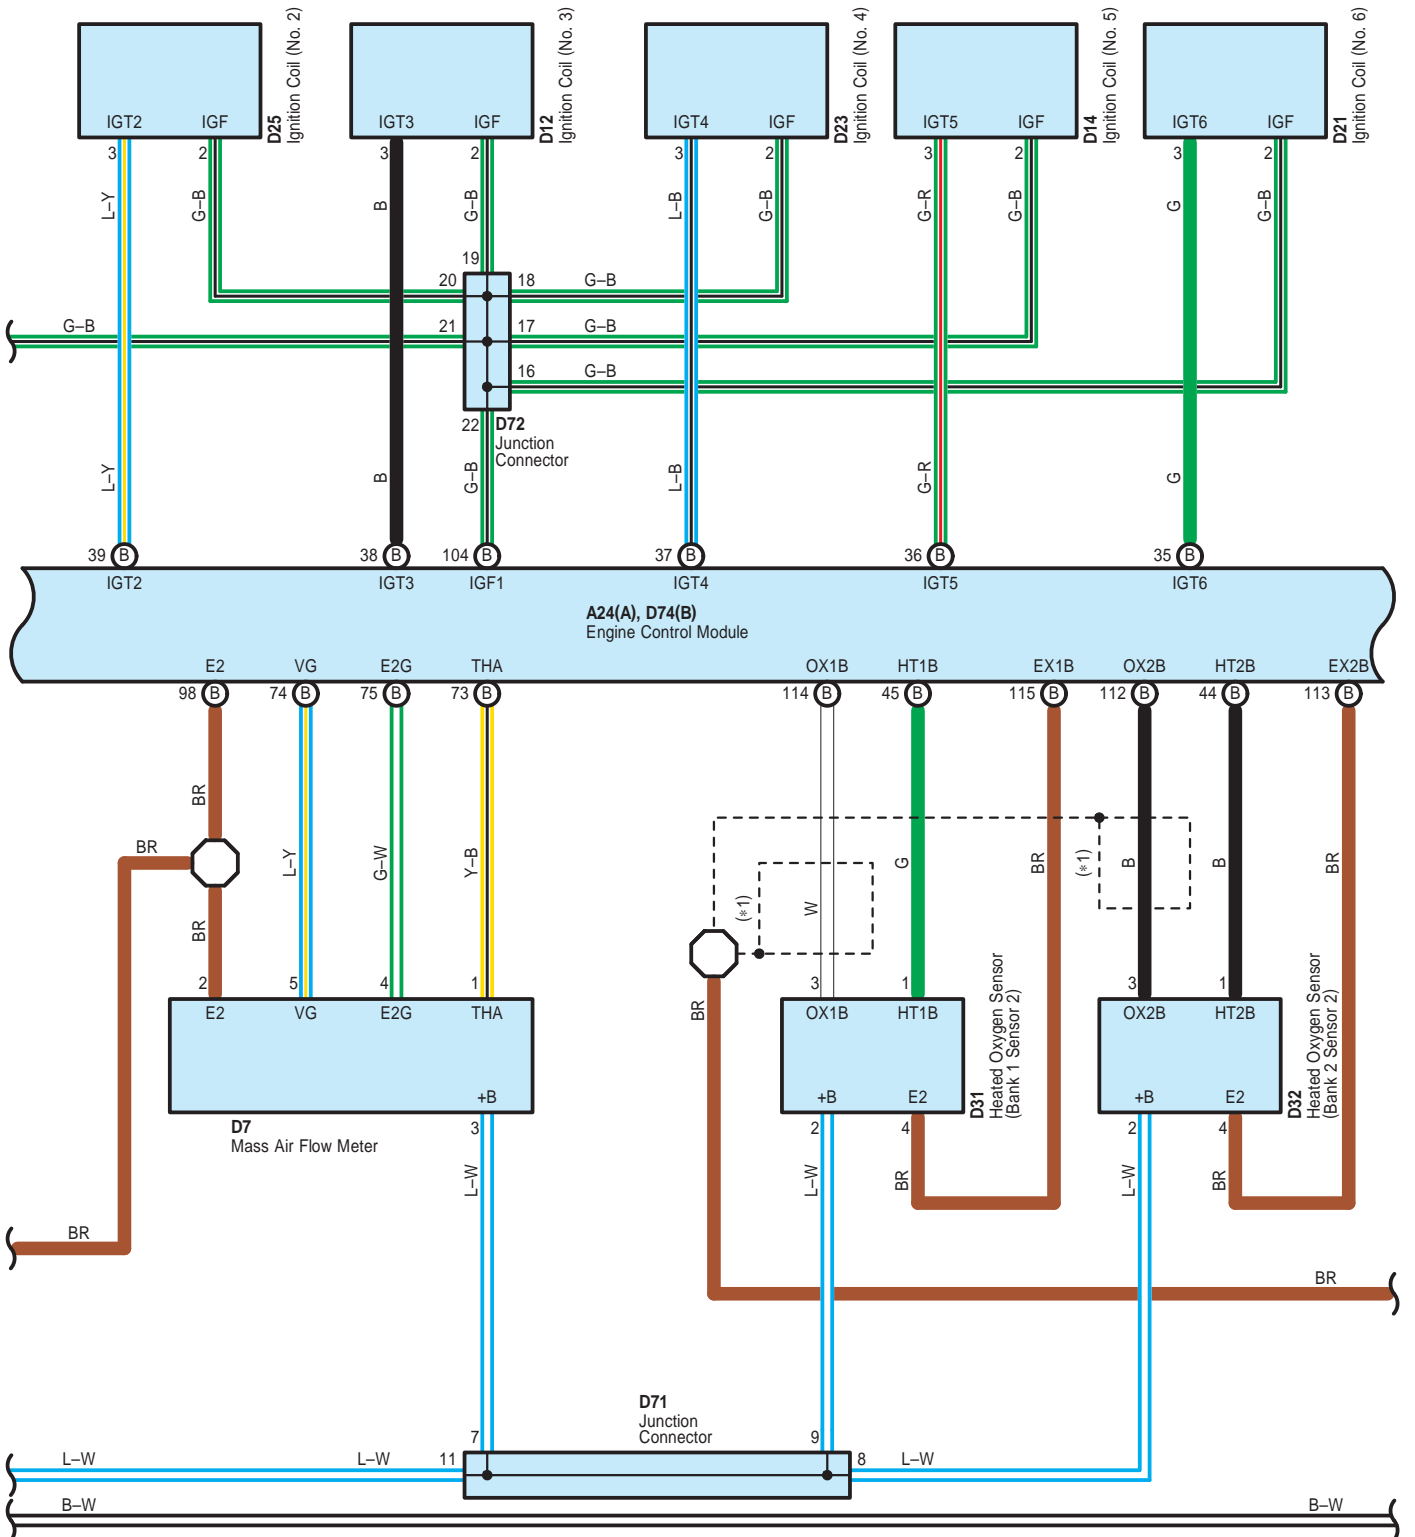 Ignition Coil (No. 2)
D25
Ignition Coil (No. 3)
D12
Ignition Coil (No. 4)
D23
Ignition Coil (No. 5)
D14
Ignition Coil (No. 6)
D21
IGT2 IGF IGT3 IGF IGT4 IGF IGT5 IGF IGT6 IGF
3 2 3 2 3 2 3 2 3 2
L–Y G–B B G–B L–B G–B G–R G–B G G–B
19
20 18 G–B
G–B 21 17 G–B
16 G–B
22 D72
Junction
Connector
L–Y B G–B L–B G–R G
39 B 38 B 104 B 37 B 36 B 35 B
IGT2 IGT3 IGF1 IGT4 IGT5 IGT6
A24(A), D74(B)
Engine Control Module
E2 VG E2G THA OX1B HT1B EX1B OX2B HT2B EX2B
98 B 74 B 75 B 73 B 114 B 45 B 115 B 112 B 44 B 113 B
BR
BR
L–Y G–W Y–B G BR (*1) B B BR
BR (*1) W
BR
2 5 4 1 3 1 3 1
E2 VG E2G THA OX1B HT1B OX2B HT2B
+B +B E2 +B E2
D31
Heated Oxygen Sensor
(Bank 1 Sensor 2)
D32
Heated Oxygen Sensor
(Bank 2 Sensor 2)
D7
Mass Air Flow Meter
3 2 4 2 4
L–W L–W BR L–W BR
BR
BR
D71
Junction
Connector
7 9
L–W L–W 11 8 L–W
B–W B–W